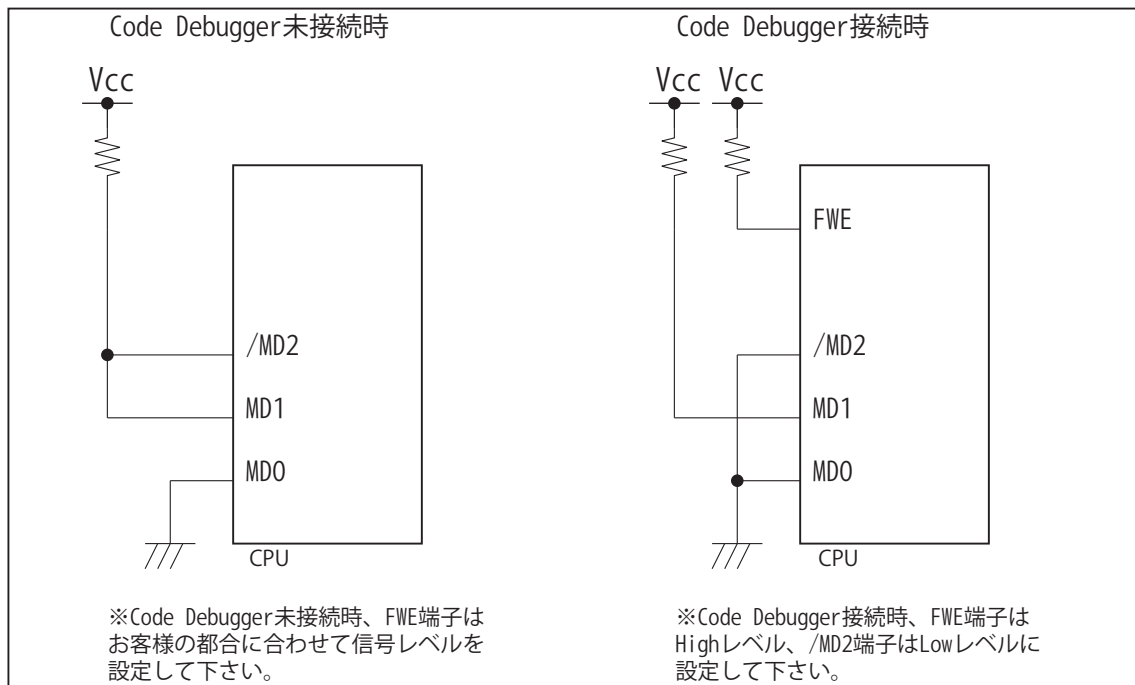 Code Debugger未接続時
Vcc
/MD2
MD1
MD0
CPU
※Code Debugger未接続時、FWE端子は
お客様の都合に合わせて信号レベルを
設定して下さい。
Code Debugger接続時
Vcc Vcc
FWE
/MD2
MD1
MD0
CPU
※Code Debugger接続時、FWE端子は
Highレベル、/MD2端子はLowレベルに
設定して下さい。